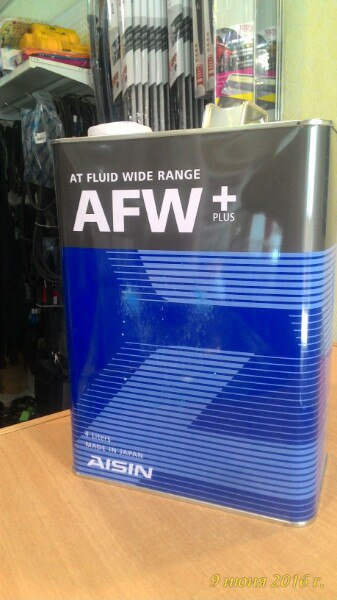 AT FLUID WIDE RANGE
AFW+
PLUS
4 Liters
MADE IN JAPAN
AISIN
9 июня 2016 г.